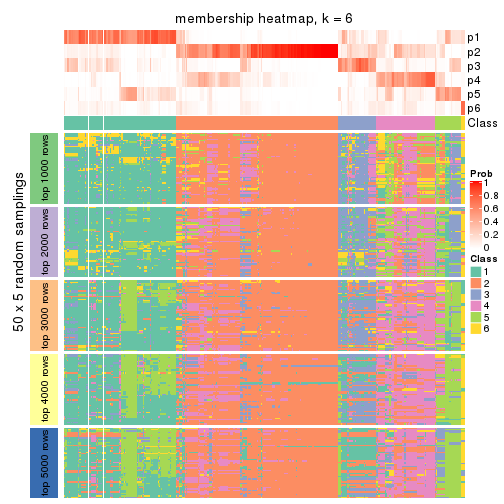 membership heatmap, k = 6
p1
p2
p3
p4
p5
p6
Class
50 x 5 random samplings
top 1000 rows
top 2000 rows
top 3000 rows
top 4000 rows
top 5000 rows
Prob
1
0.8
0.6
0.4
0.2
0
Class
1
2
3
4
5
6